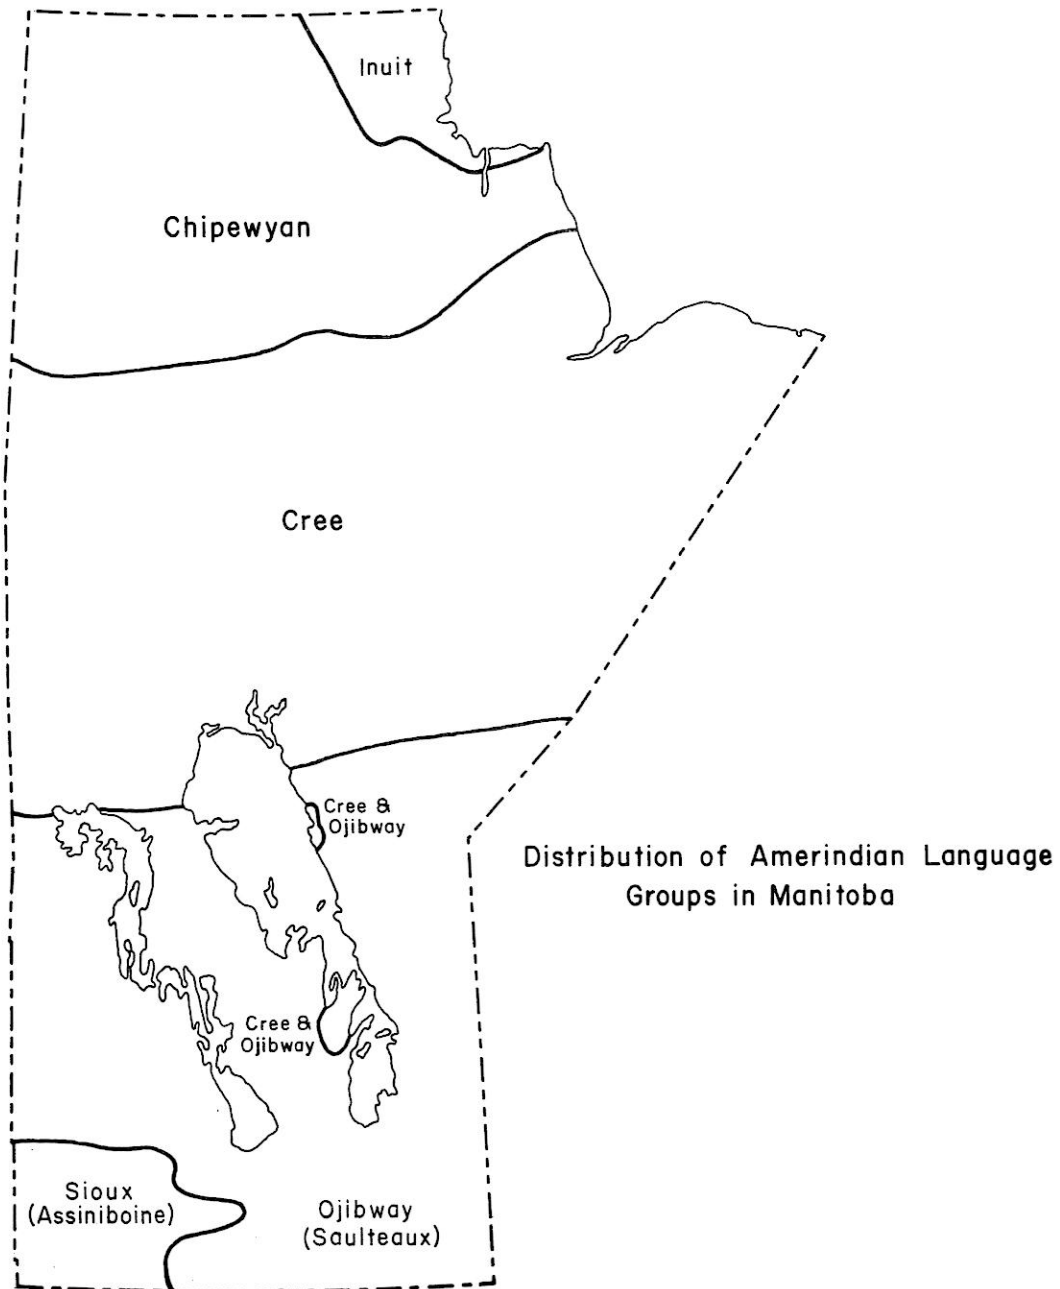 Inuit
Chipewyan
Cree
Cree &
Ojibway
Distribution of Amerindian Language
Groups in Manitoba
Cree &
Ojibway
Sioux
(Assiniboine)
Ojibway
(Saulteaux)